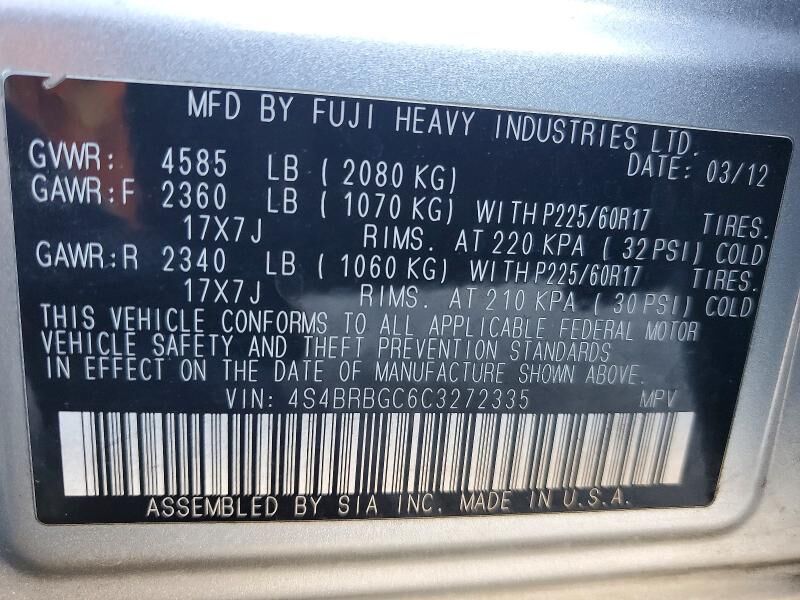 MFD BY FUJI HEAVY INDUSTRIES LTD.
DATE: 03/12
GVWR: 4585 LB (2080 KG)
GAWR:F 2360 LB (1070 KG) WITH P225/60R17 TIRES.
17X7J RIMS. AT 220 KPA (32 PSI) COLD
GAWR:R 2340 LB (1060 KG) WITH P225/60R17 TIRES.
17X7J RIMS. AT 210 KPA (30 PSI) COLD
THIS VEHICLE CONFORMS TO ALL APPLICABLE FEDERAL MOTOR
VEHICLE SAFETY AND THEFT PREVENTION STANDARDS
IN EFFECT ON THE DATE OF MANUFACTURE SHOWN ABOVE.
VIN: 4S4BRBGC6C3272335 MPV
ASSEMBLED BY SIA INC. MADE IN U.S.A.